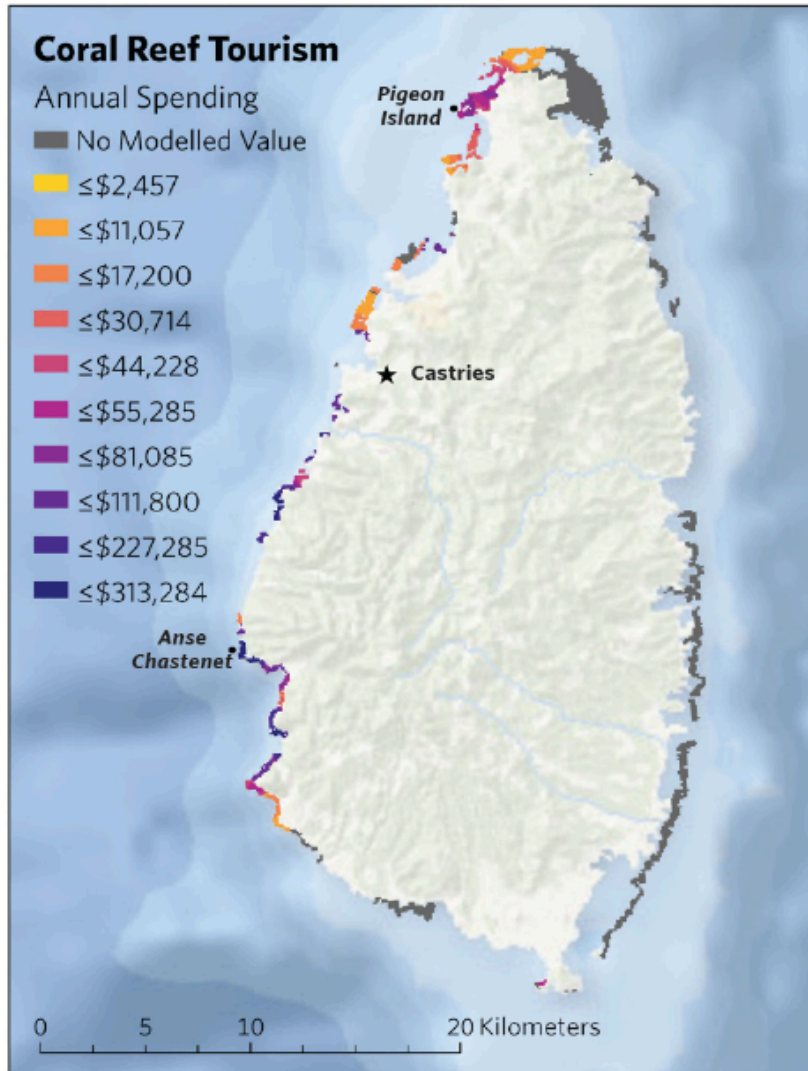 Coral Reef Tourism
Annual Spending
No Modelled Value
≤$2,457
≤$11,057
≤$17,200
≤$30,714
≤$44,228
≤$55,285
≤$81,085
≤$111,800
≤$227,285
≤$313,284
Pigeon
Island
Castries
Anse
Chastenet
0 5 10 20 Kilometers